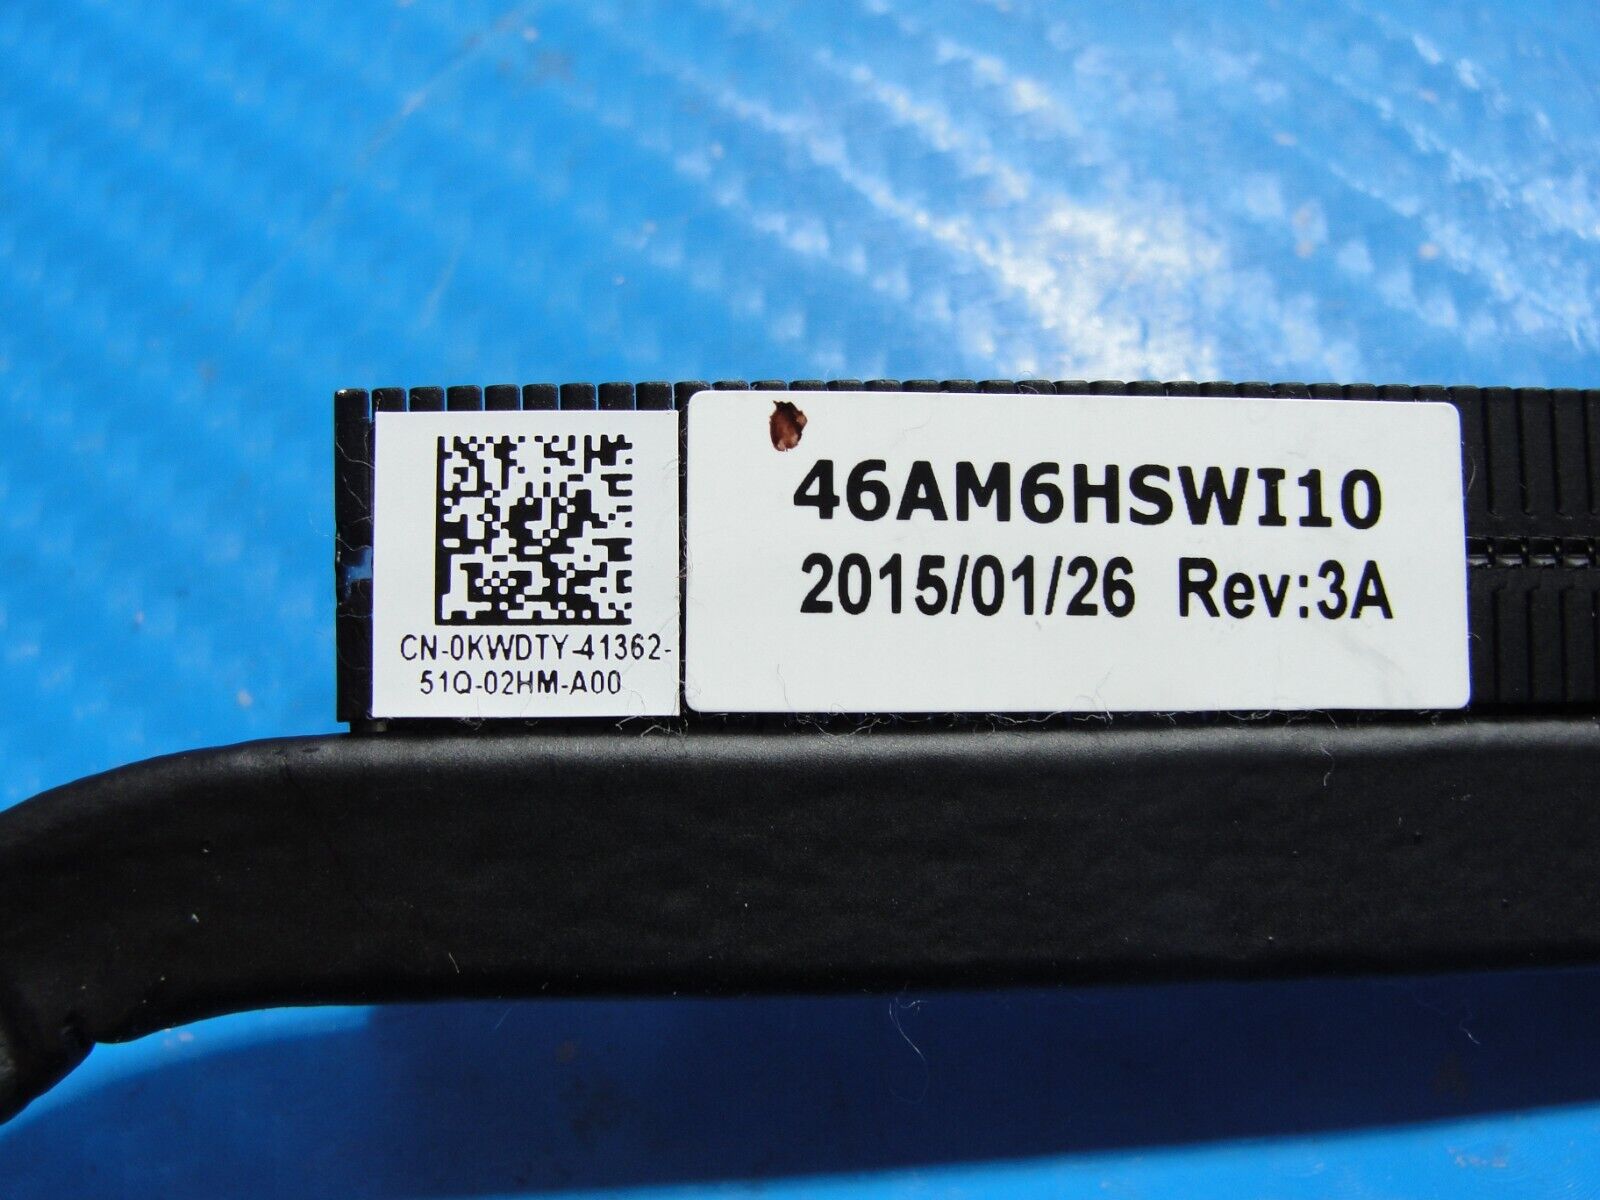 CN-0KWDTY-41362-
51Q-02HM-A00
46AM6HSWI10
2015/01/26 Rev:3A